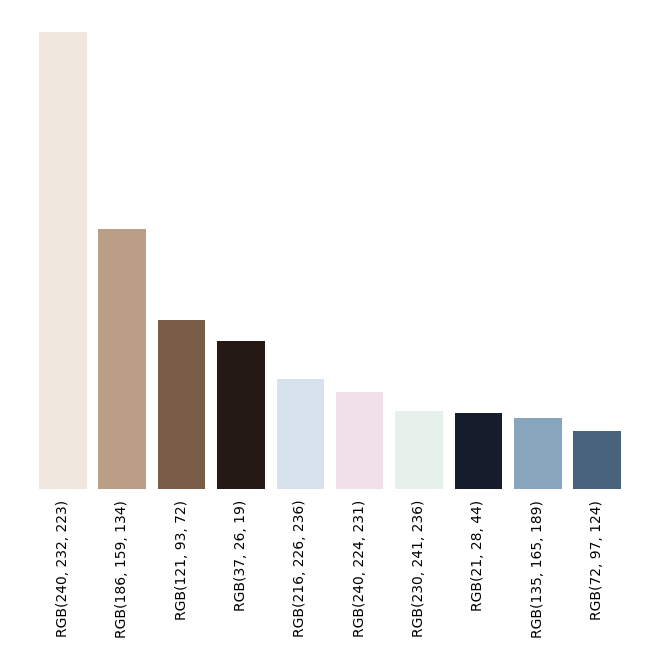 RGB(240, 232, 223)
RGB(186, 159, 134)
RGB(121, 93, 72)
RGB(37, 26, 19)
RGB(216, 226, 236)
RGB(240, 224, 231)
RGB(230, 241, 236)
RGB(21, 28, 44)
RGB(135, 165, 189)
RGB(72, 97, 124)